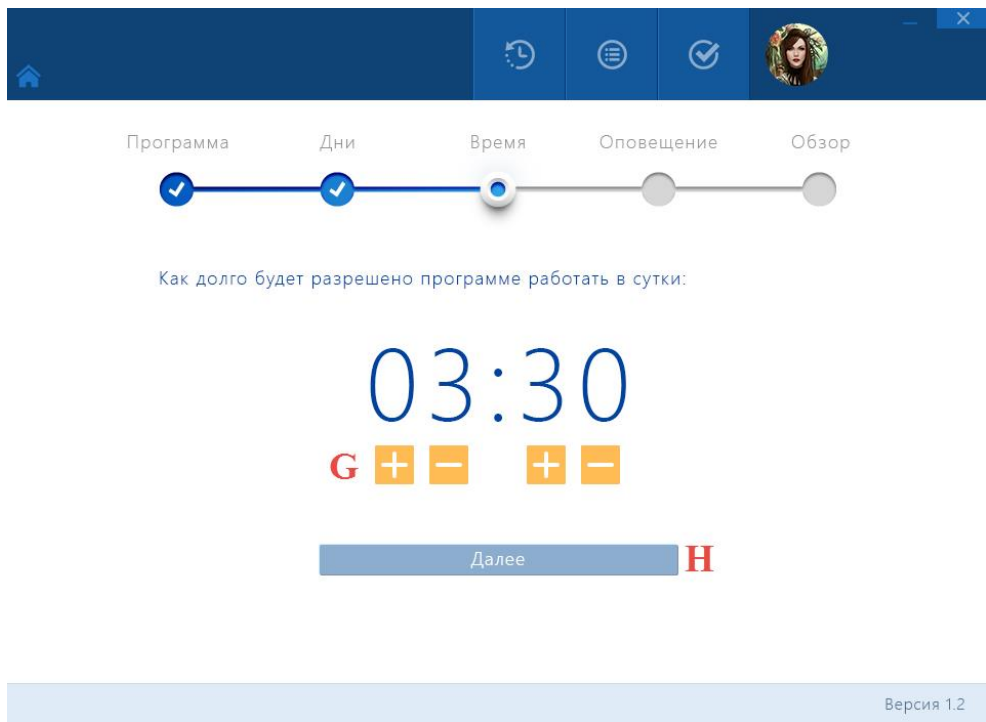 Программа Дни Время Оповещение Обзор
Как долго будет разрешено программе работать в сутки:
03:30
G + − + −
Далее H
Версия 1.2